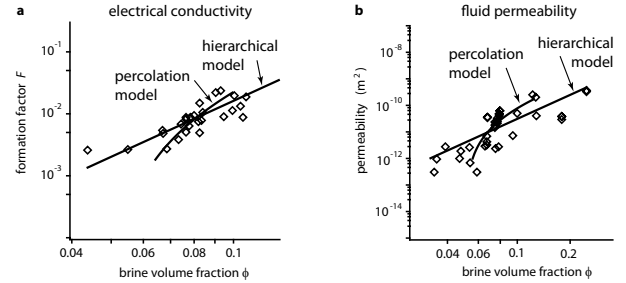 a electrical conductivity
formation factor F
10-1
10-2
10-3
hierarchical
model
percolation
model
0.04 0.06 0.08 0.1
brine volume fraction ϕ
b fluid permeability
permeability (m2)
10-8
10-10
10-12
10-14
hierarchical
model
percolation
model
0.04 0.06 0.1 0.2
brine volume fraction ϕ